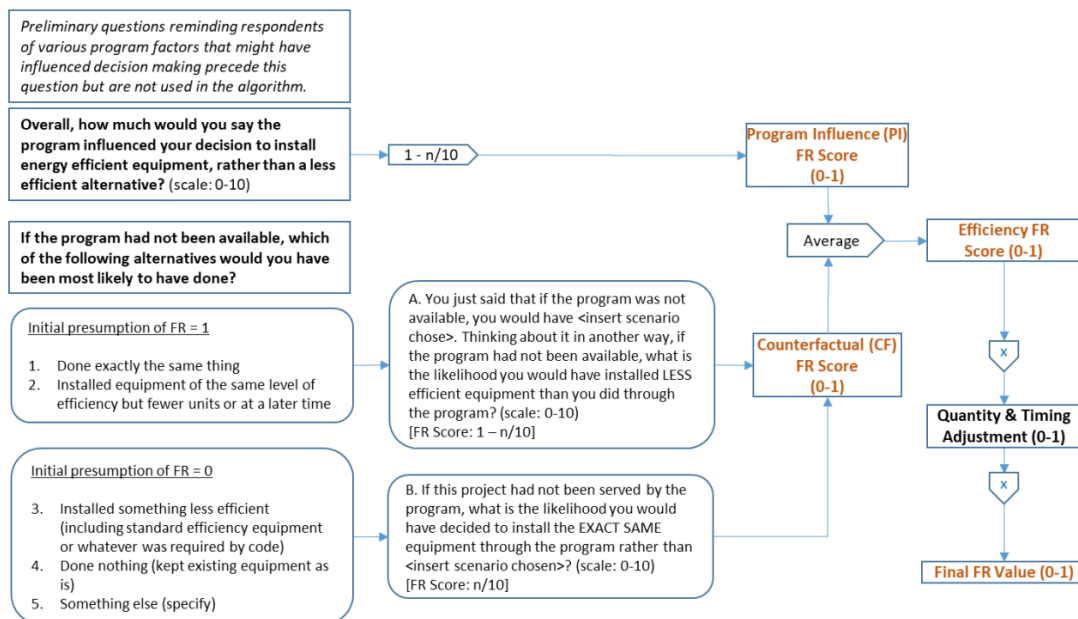 Preliminary questions reminding respondents
of various program factors that might have
influenced decision making precede this
question but are not used in the algorithm.
Overall, how much would you say the
program influenced your decision to install
energy efficient equipment, rather than a less
efficient alternative? (scale: 0-10)
1 - n/10
Program Influence (PI)
FR Score
(0-1)
If the program had not been available, which
of the following alternatives would you have
been most likely to have done?
Average
Efficiency FR
Score (0-1)
Initial presumption of FR = 1
1. Done exactly the same thing
2. Installed equipment of the same level of
efficiency but fewer units or at a later time
A. You just said that if the program was not
available, you would have <insert scenario
chose>. Thinking about it in another way, if
the program had not been available, what is
the likelihood you would have installed LESS
efficient equipment than you did through
the program? (scale: 0-10)
[FR Score: 1 – n/10]
Counterfactual (CF)
FR Score
(0-1)
x
Quantity & Timing
Adjustment (0-1)
x
Final FR Value (0-1)
Initial presumption of FR = 0
3. Installed something less efficient
(including standard efficiency equipment
or whatever was required by code)
4. Done nothing (kept existing equipment as
is)
5. Something else (specify)
B. If this project had not been served by the
program, what is the likelihood you would
have decided to install the EXACT SAME
equipment through the program rather than
<insert scenario chosen>? (scale: 0-10)
[FR Score: n/10]